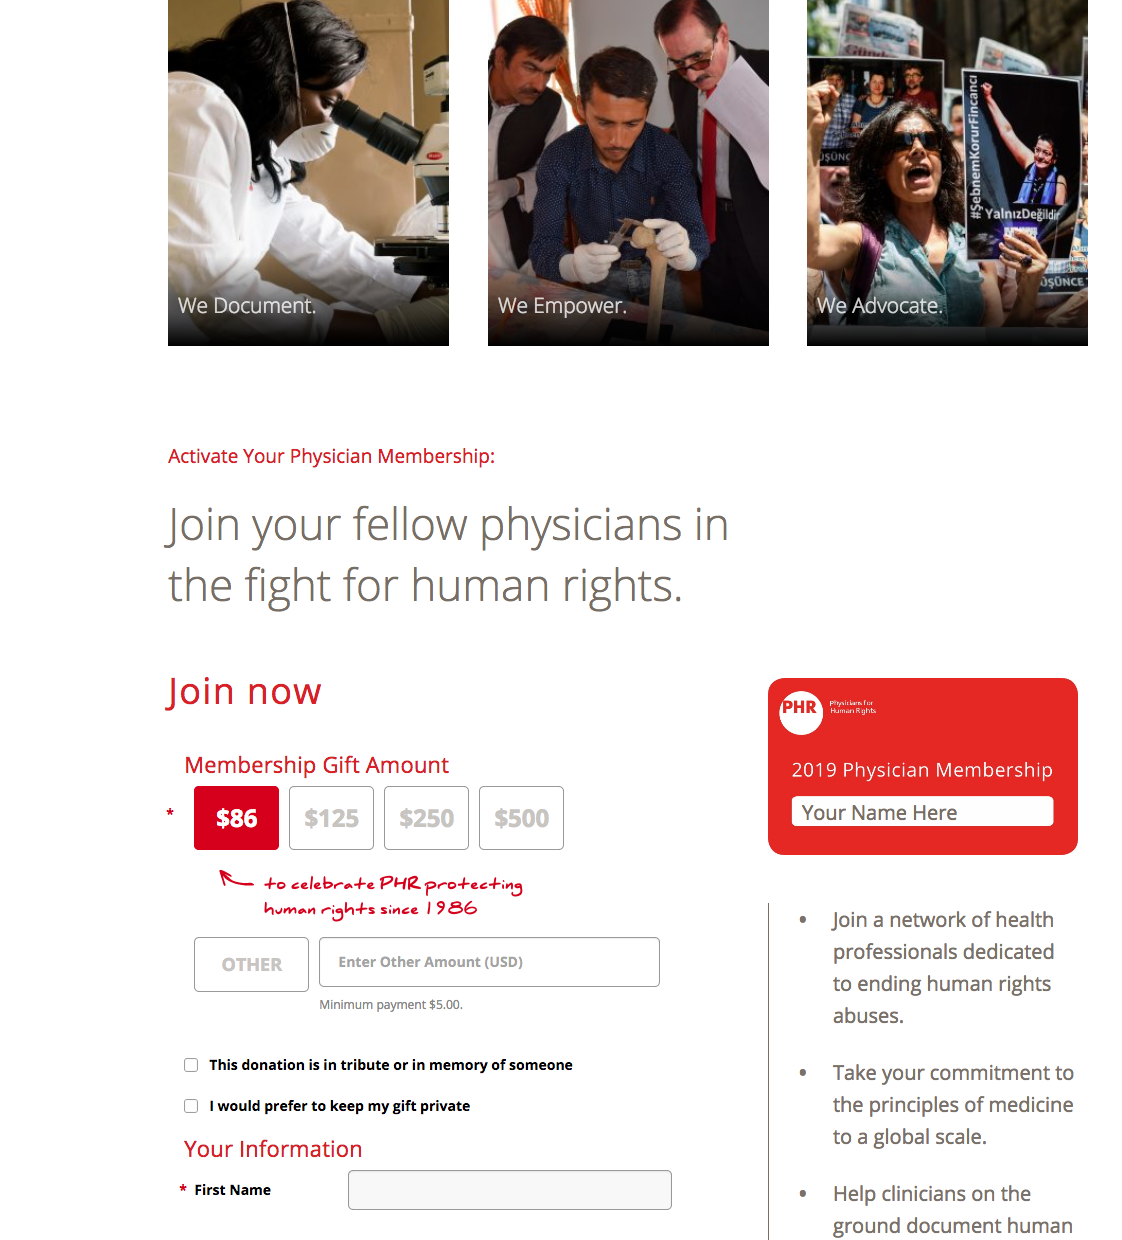 Gün
#ŞebnemKorurFincancı
YalnızDeğildir
ÜŞÜNCE
We Document.
We Empower.
We Advocate.
Activate Your Physician Membership:
Join your fellow physicians in
the fight for human rights.
Join now
Membership Gift Amount
* $86 $125 $250 $500
to celebrate PHR protecting
human rights since 1986
OTHER Enter Other Amount (USD)
Minimum payment $5.00.
This donation is in tribute or in memory of someone
I would prefer to keep my gift private
Your Information
* First Name
PHR
Physicians for
Human Rights
2019 Physician Membership
Your Name Here
• Join a network of health
professionals dedicated
to ending human rights
abuses.
• Take your commitment to
the principles of medicine
to a global scale.
• Help clinicians on the
ground document human